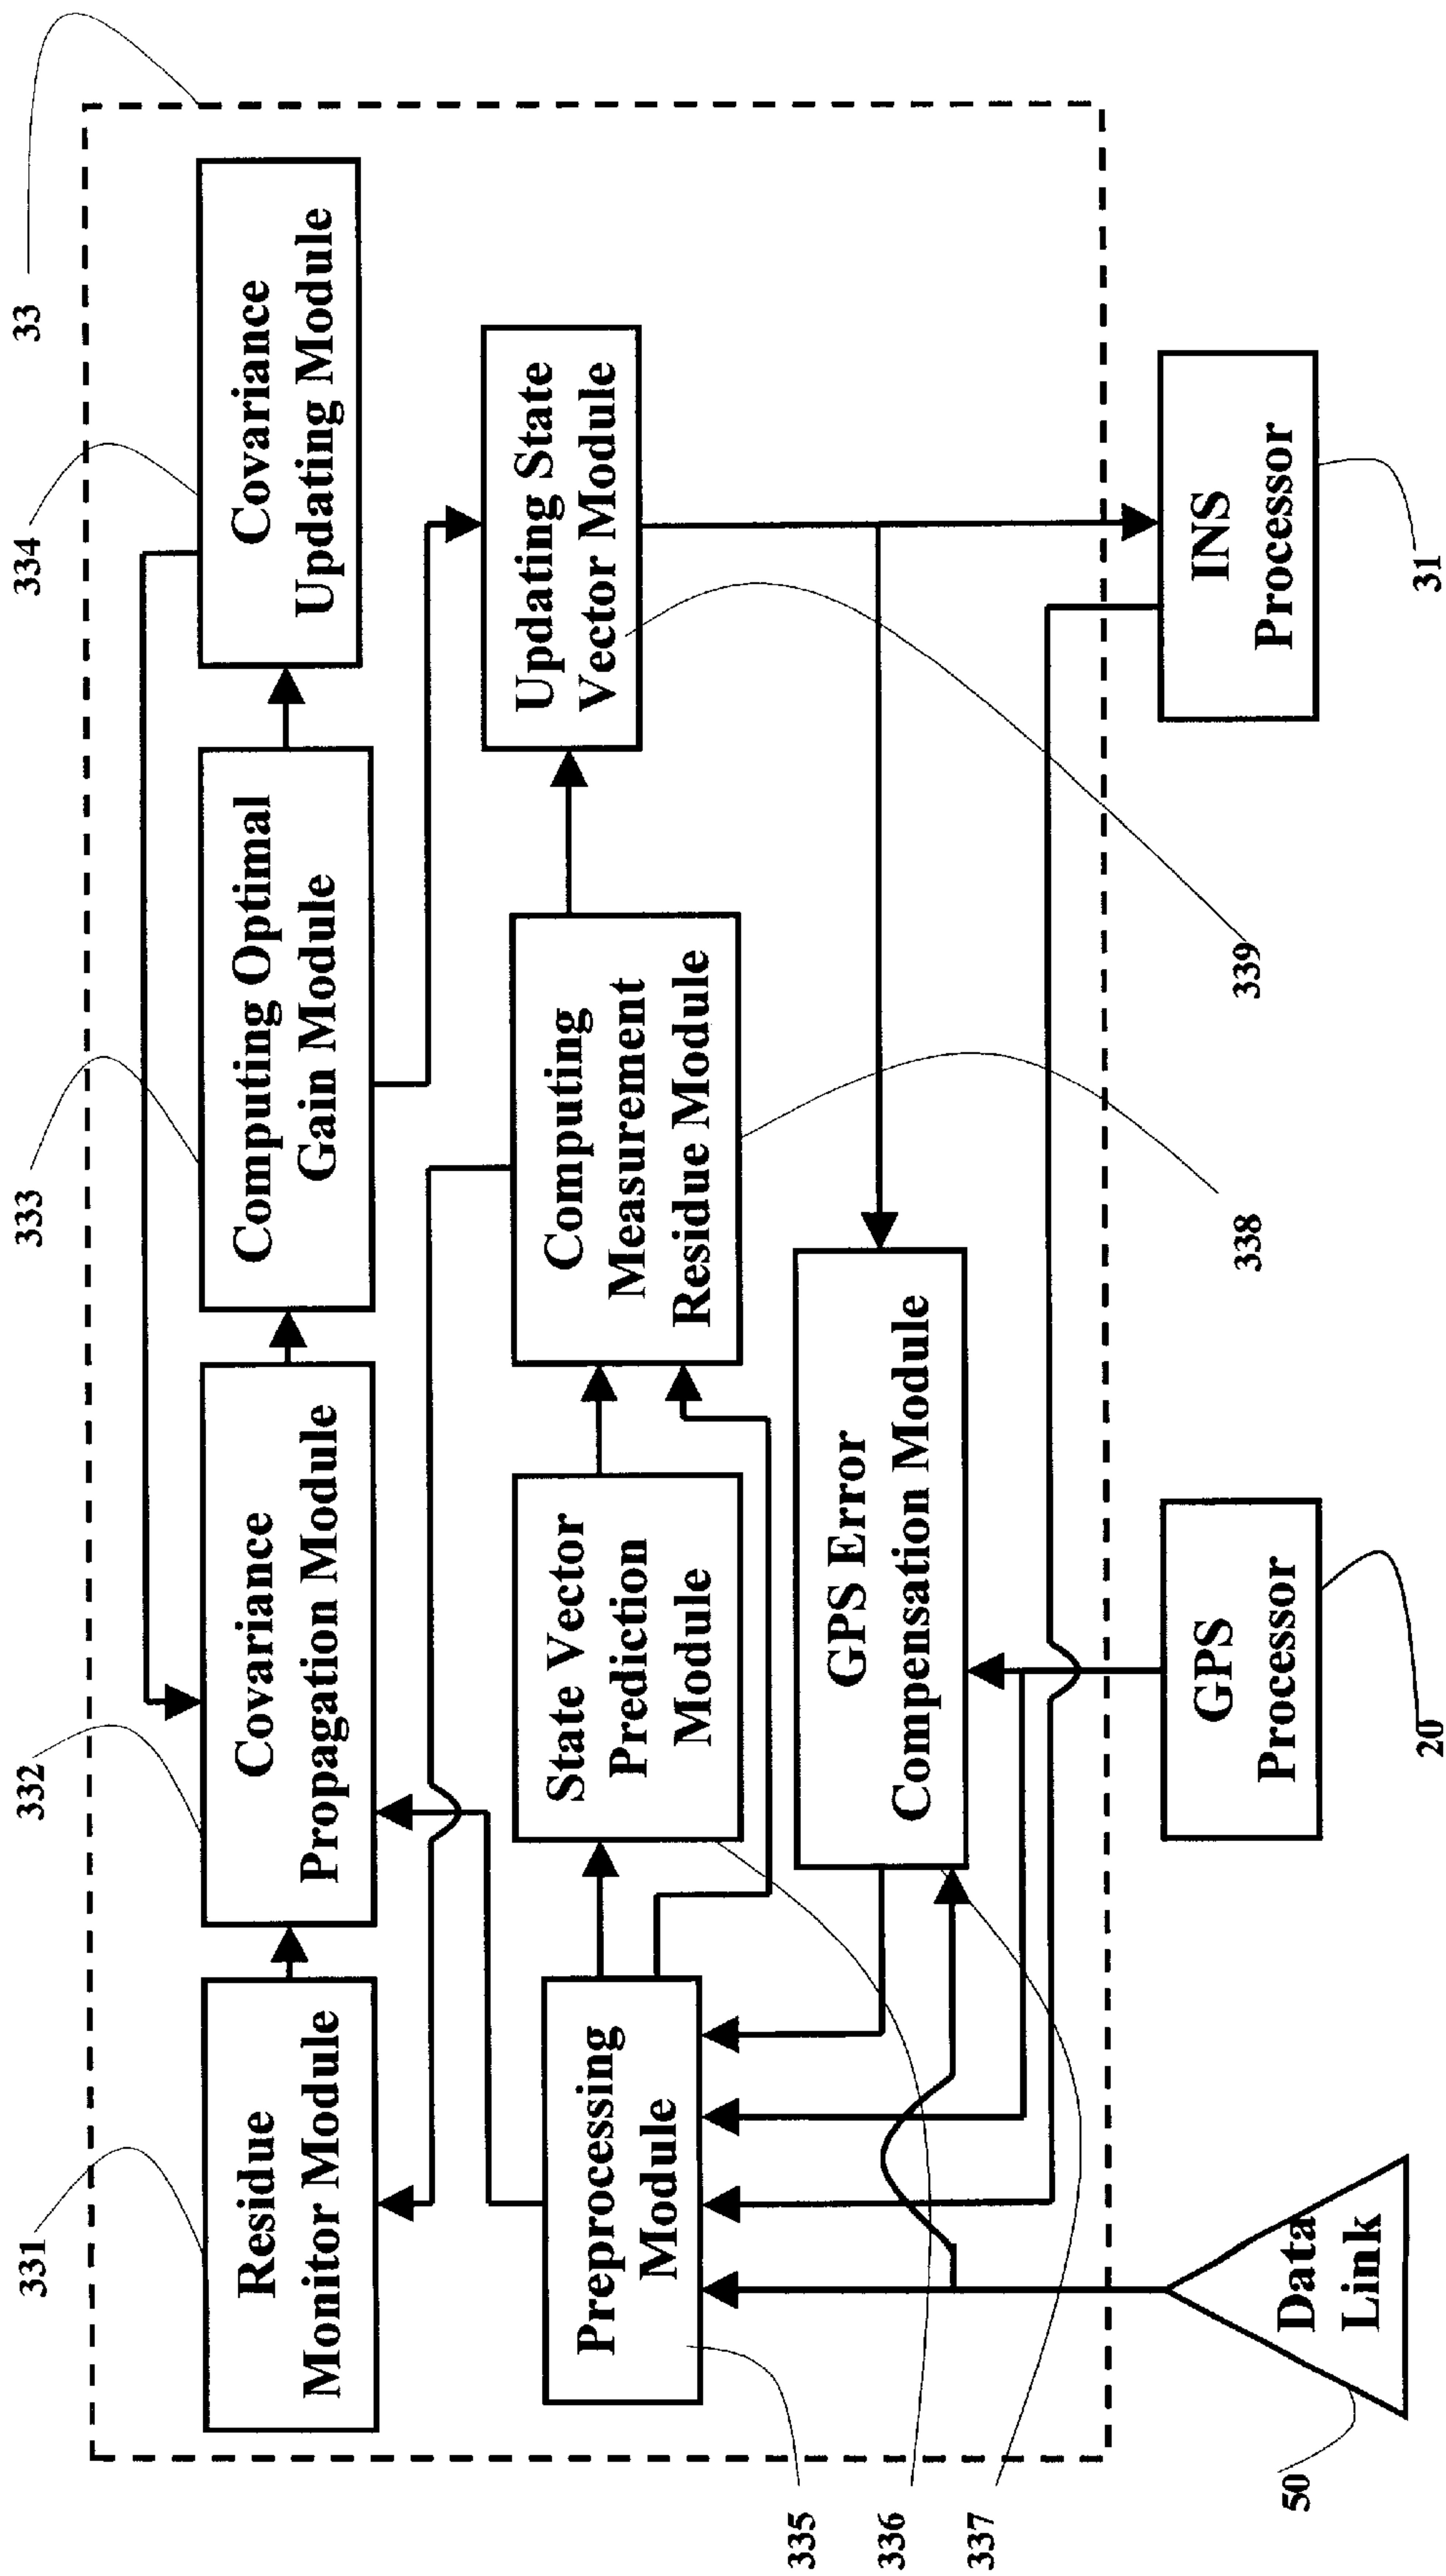 33
334
333
332
331
Residue
Monitor Module
Covariance
Propagation Module
Computing Optimal
Gain Module
Covariance
Updating Module
Preprocessing
Module
State Vector
Prediction
Module
Computing
Measurement
Residue Module
Updating State
Vector Module
GPS Error
Compensation Module
335
336
337
338
339
Data
Link
50
GPS
Processor
20
INS
Processor
31